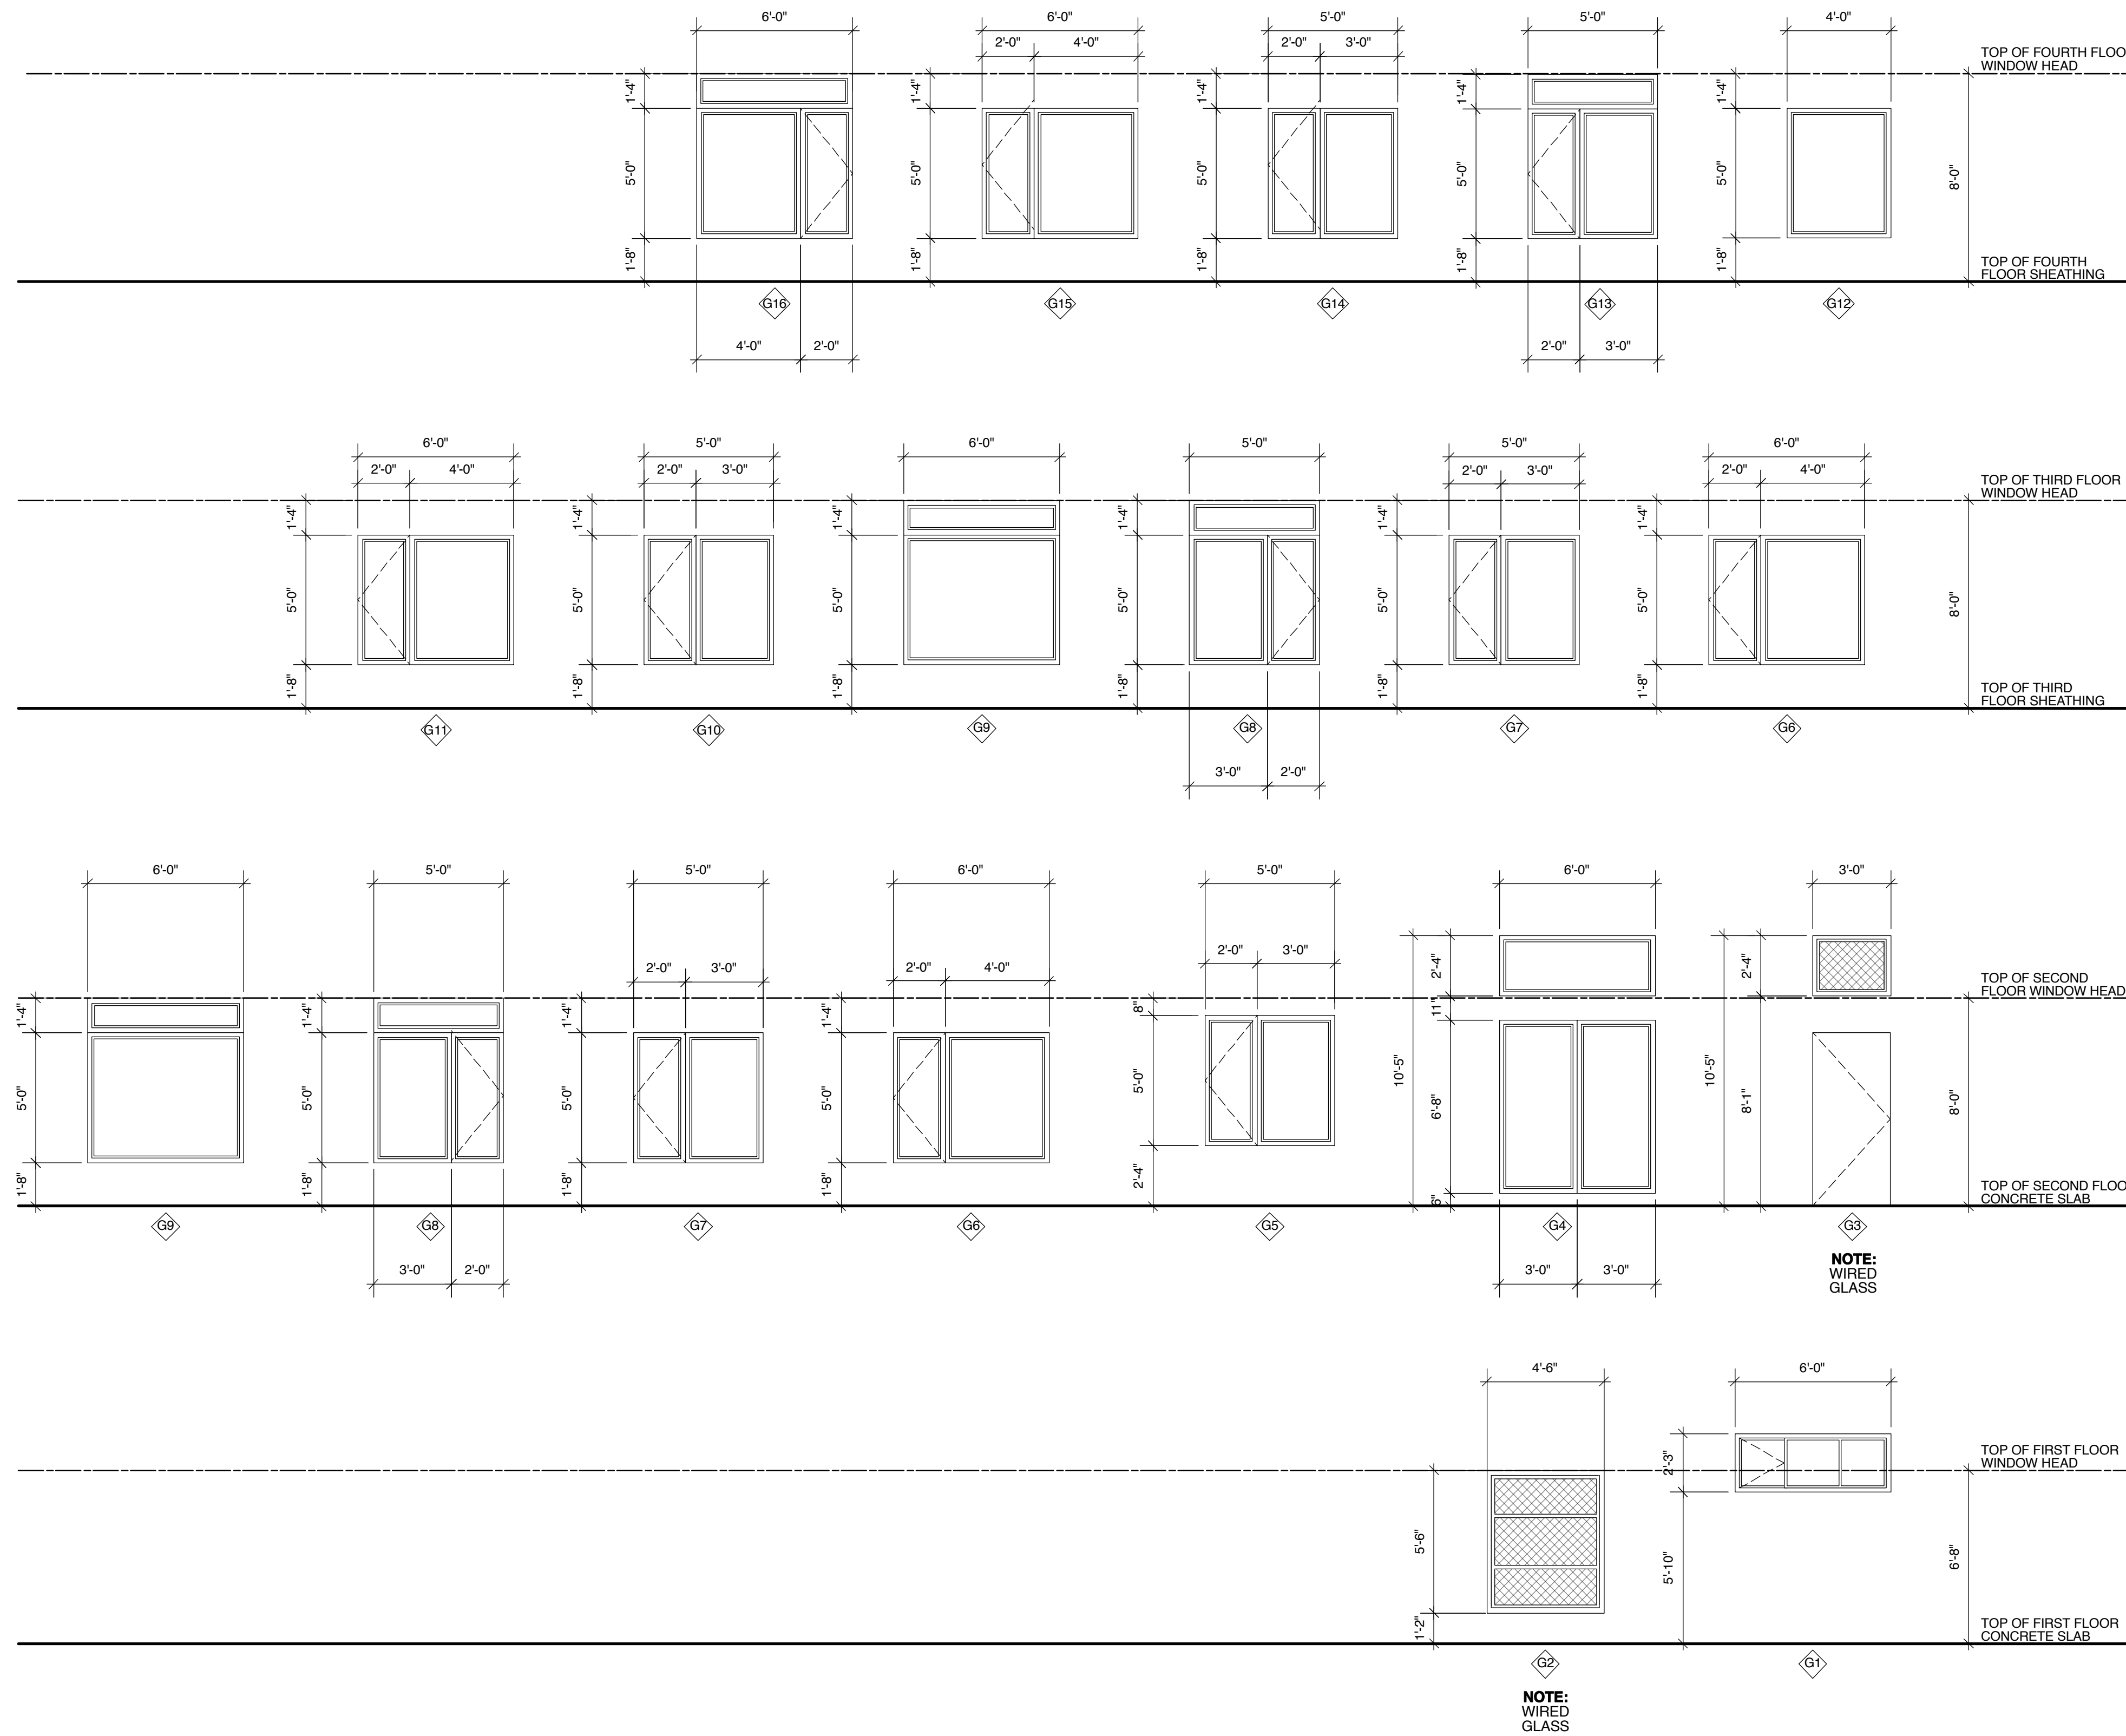 6'-0"
6'-0"
5'-0"
5'-0"
4'-0"
2'-0"
4'-0"
2'-0"
3'-0"
TOP OF FOURTH FLOO
WINDOW HEAD
1'-4"
1'-4"
1'-4"
1'-4"
1'-4"
5'-0"
5'-0"
5'-0"
5'-0"
5'-0"
8'-0"
1'-8"
1'-8"
1'-8"
1'-8"
1'-8"
TOP OF FOURTH
FLOOR SHEATHING
G16
G15
G14
G13
G12
4'-0"
2'-0"
2'-0"
3'-0"
6'-0"
5'-0"
6'-0"
5'-0"
5'-0"
6'-0"
2'-0"
4'-0"
2'-0"
3'-0"
2'-0"
3'-0"
2'-0"
4'-0"
TOP OF THIRD FLOOR
WINDOW HEAD
1'-4"
1'-4"
1'-4"
1'-4"
1'-4"
1'-4"
5'-0"
5'-0"
5'-0"
5'-0"
5'-0"
5'-0"
8'-0"
1'-8"
1'-8"
1'-8"
1'-8"
1'-8"
1'-8"
TOP OF THIRD
FLOOR SHEATHING
G11
G10
G9
G8
G7
G6
3'-0"
2'-0"
6'-0"
5'-0"
5'-0"
6'-0"
5'-0"
6'-0"
3'-0"
2'-0"
3'-0"
2'-0"
4'-0"
2'-0"
3'-0"
2'-4"
2'-4"
TOP OF SECOND
FLOOR WINDOW HEAD
1'-4"
1'-4"
1'-4"
1'-4"
8"
11"
5'-0"
5'-0"
5'-0"
5'-0"
5'-0"
10'-5"
6'-8"
10'-5"
8'-1"
8'-0"
1'-8"
1'-8"
1'-8"
1'-8"
2'-4"
6"
TOP OF SECOND FLOO
CONCRETE SLAB
G9
G8
G7
G6
G5
G4
G3
NOTE:
WIRED
GLASS
3'-0"
2'-0"
3'-0"
3'-0"
4'-6"
6'-0"
2'-3"
TOP OF FIRST FLOOR
WINDOW HEAD
5'-6"
5'-10"
6'-8"
1'-2"
TOP OF FIRST FLOOR
CONCRETE SLAB
G2
G1
NOTE:
WIRED
GLASS